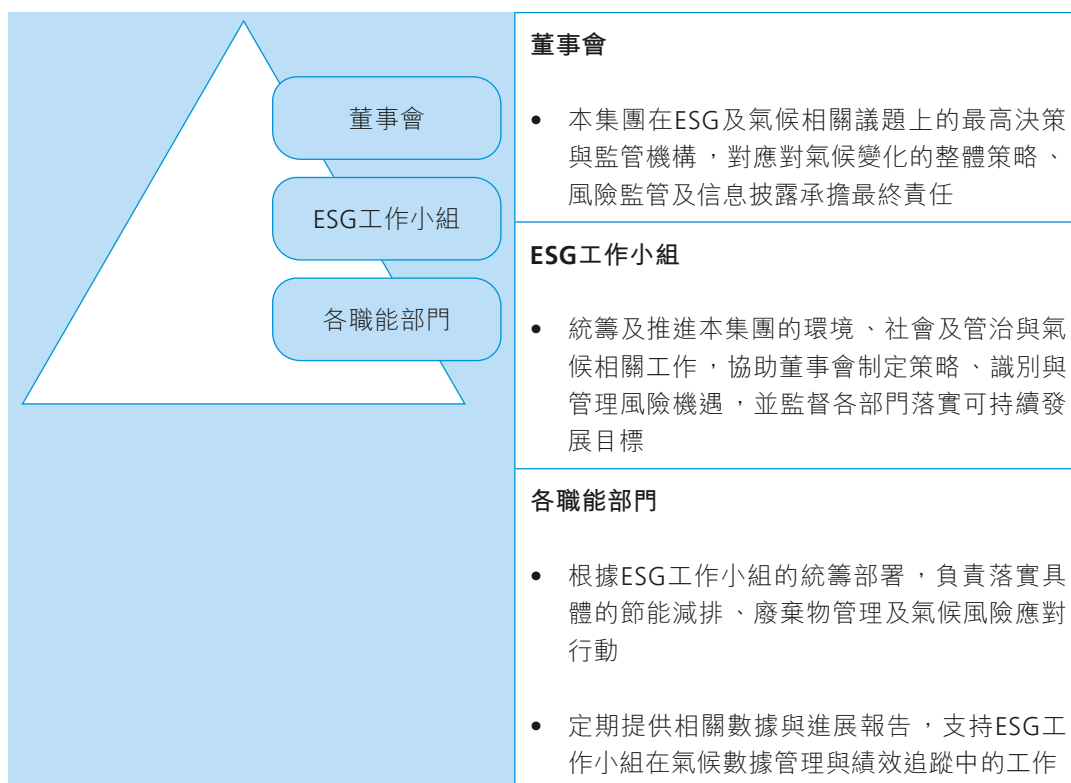 董事會
ESG工作小組
各職能部門
董事會
• 本集團在ESG及氣候相關議題上的最高決策
與監管機構，對應對氣候變化的整體策略、
風險監管及信息披露承擔最終責任
ESG工作小組
• 統籌及推進本集團的環境、社會及管治與氣
候相關工作，協助董事會制定策略、識別與
管理風險機遇，並監督各部門落實可持續發
展目標
各職能部門
• 根據ESG工作小組的統籌部署，負責落實具
體的節能減排、廢棄物管理及氣候風險應對
行動
• 定期提供相關數據與進展報告，支持ESG工
作小組在氣候數據管理與績效追蹤中的工作